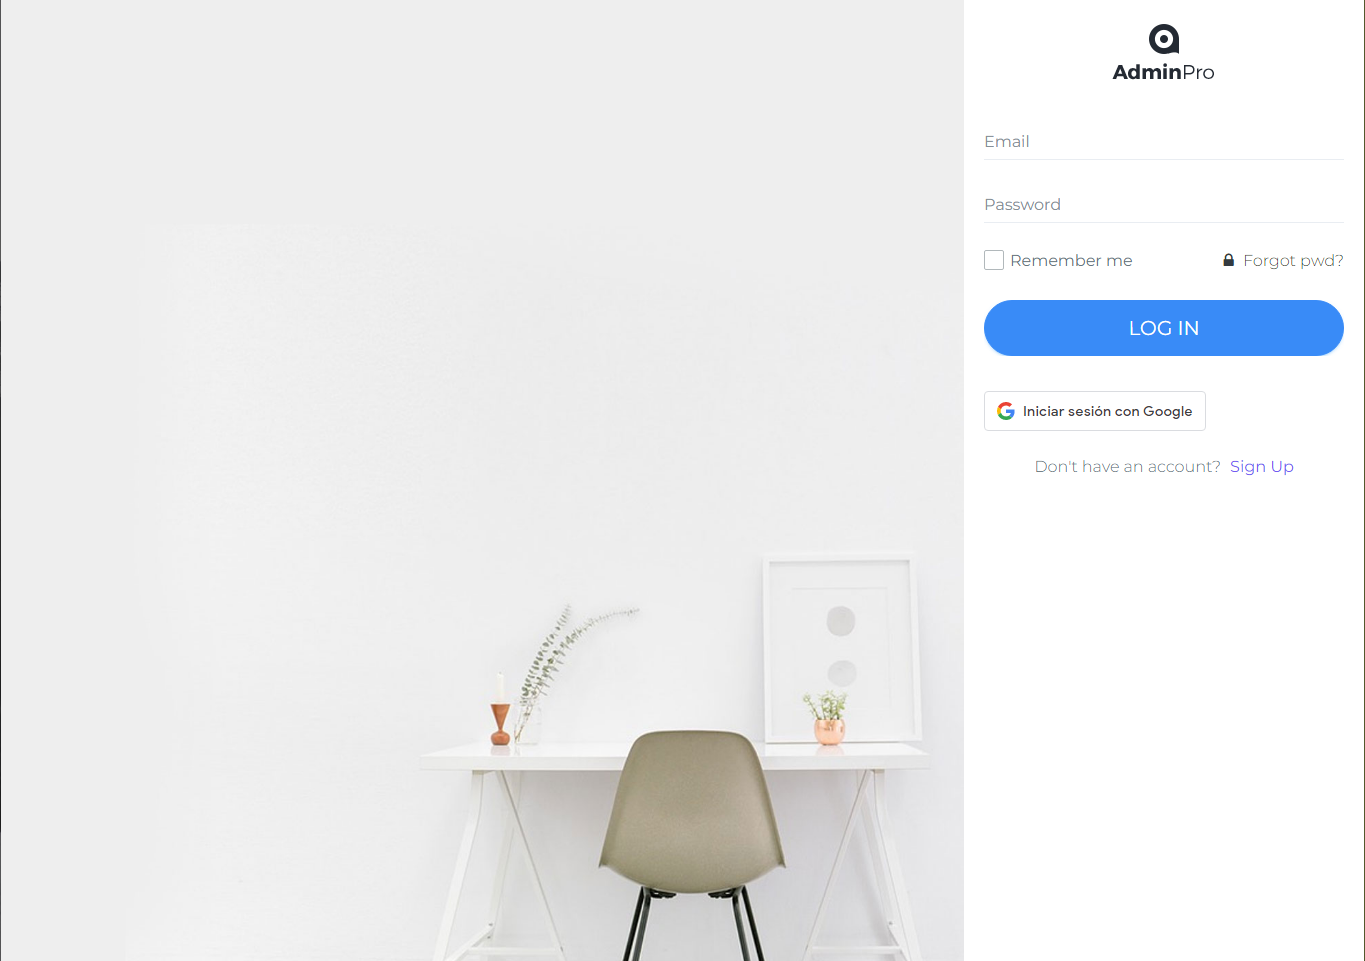 AdminPro
Email
Password
Remember me
Forgot pwd?
LOG IN
Iniciar sesión con Google
Don't have an account? Sign Up